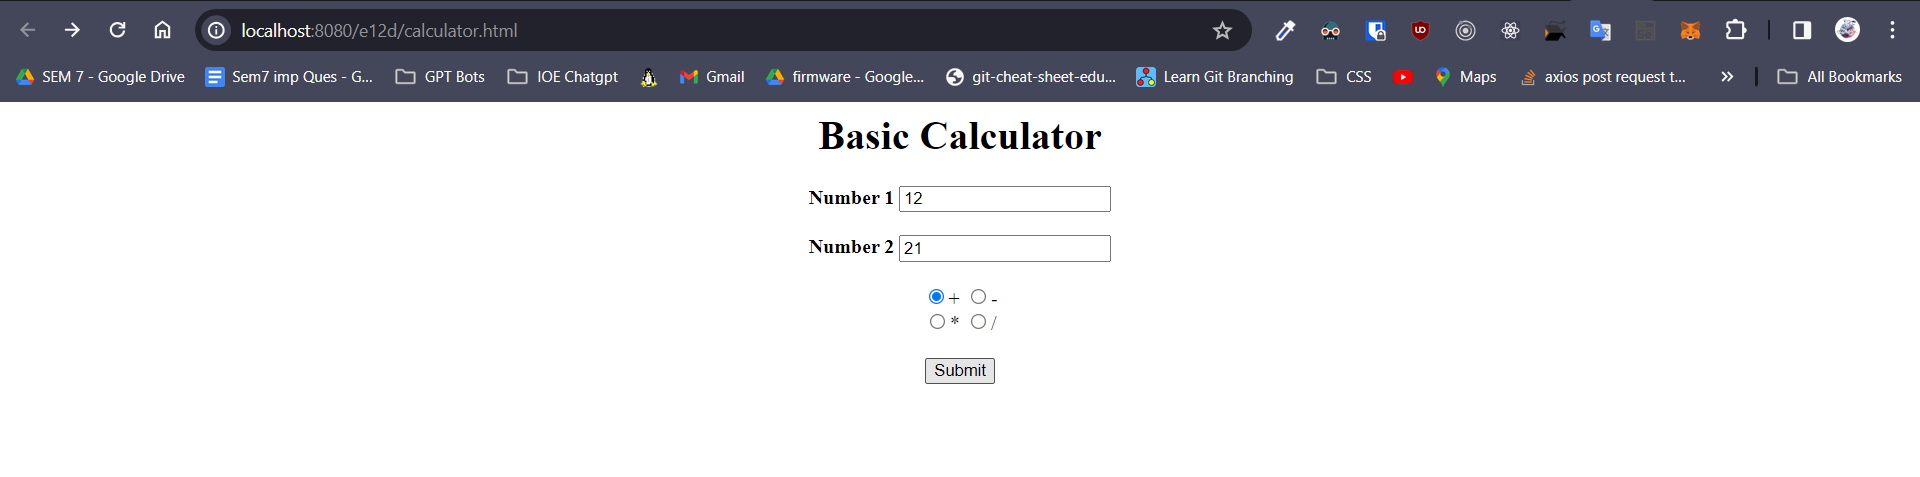 localhost:8080/e12d/calculator.html
SEM 7 - Google Drive Sem7 imp Ques - G... GPT Bots IOE Chatgpt Gmail firmware - Google... git-cheat-sheet-edu... Learn Git Branching CSS Maps axios post request t... » All Bookmarks
Basic Calculator
Number 1 12
Number 2 21
+ -
* /
Submit